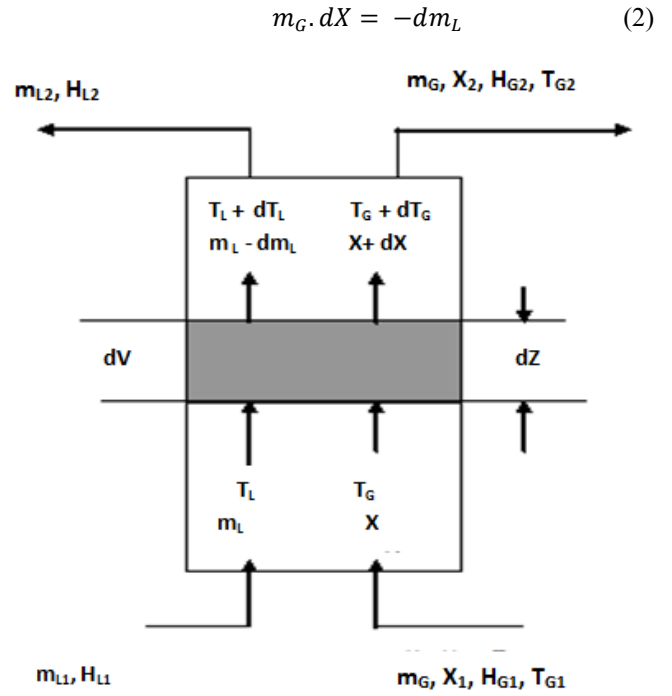 m_G. dX = −dm_L (2)
m_L2, H_L2
m_G, X_2, H_G2, T_G2
T_L + dT_L T_G + dT_G
m_L - dm_L X+ dX
dV dZ
T_L T_G
m_L X
m_L1, H_L1 m_G, X_1, H_G1, T_G1